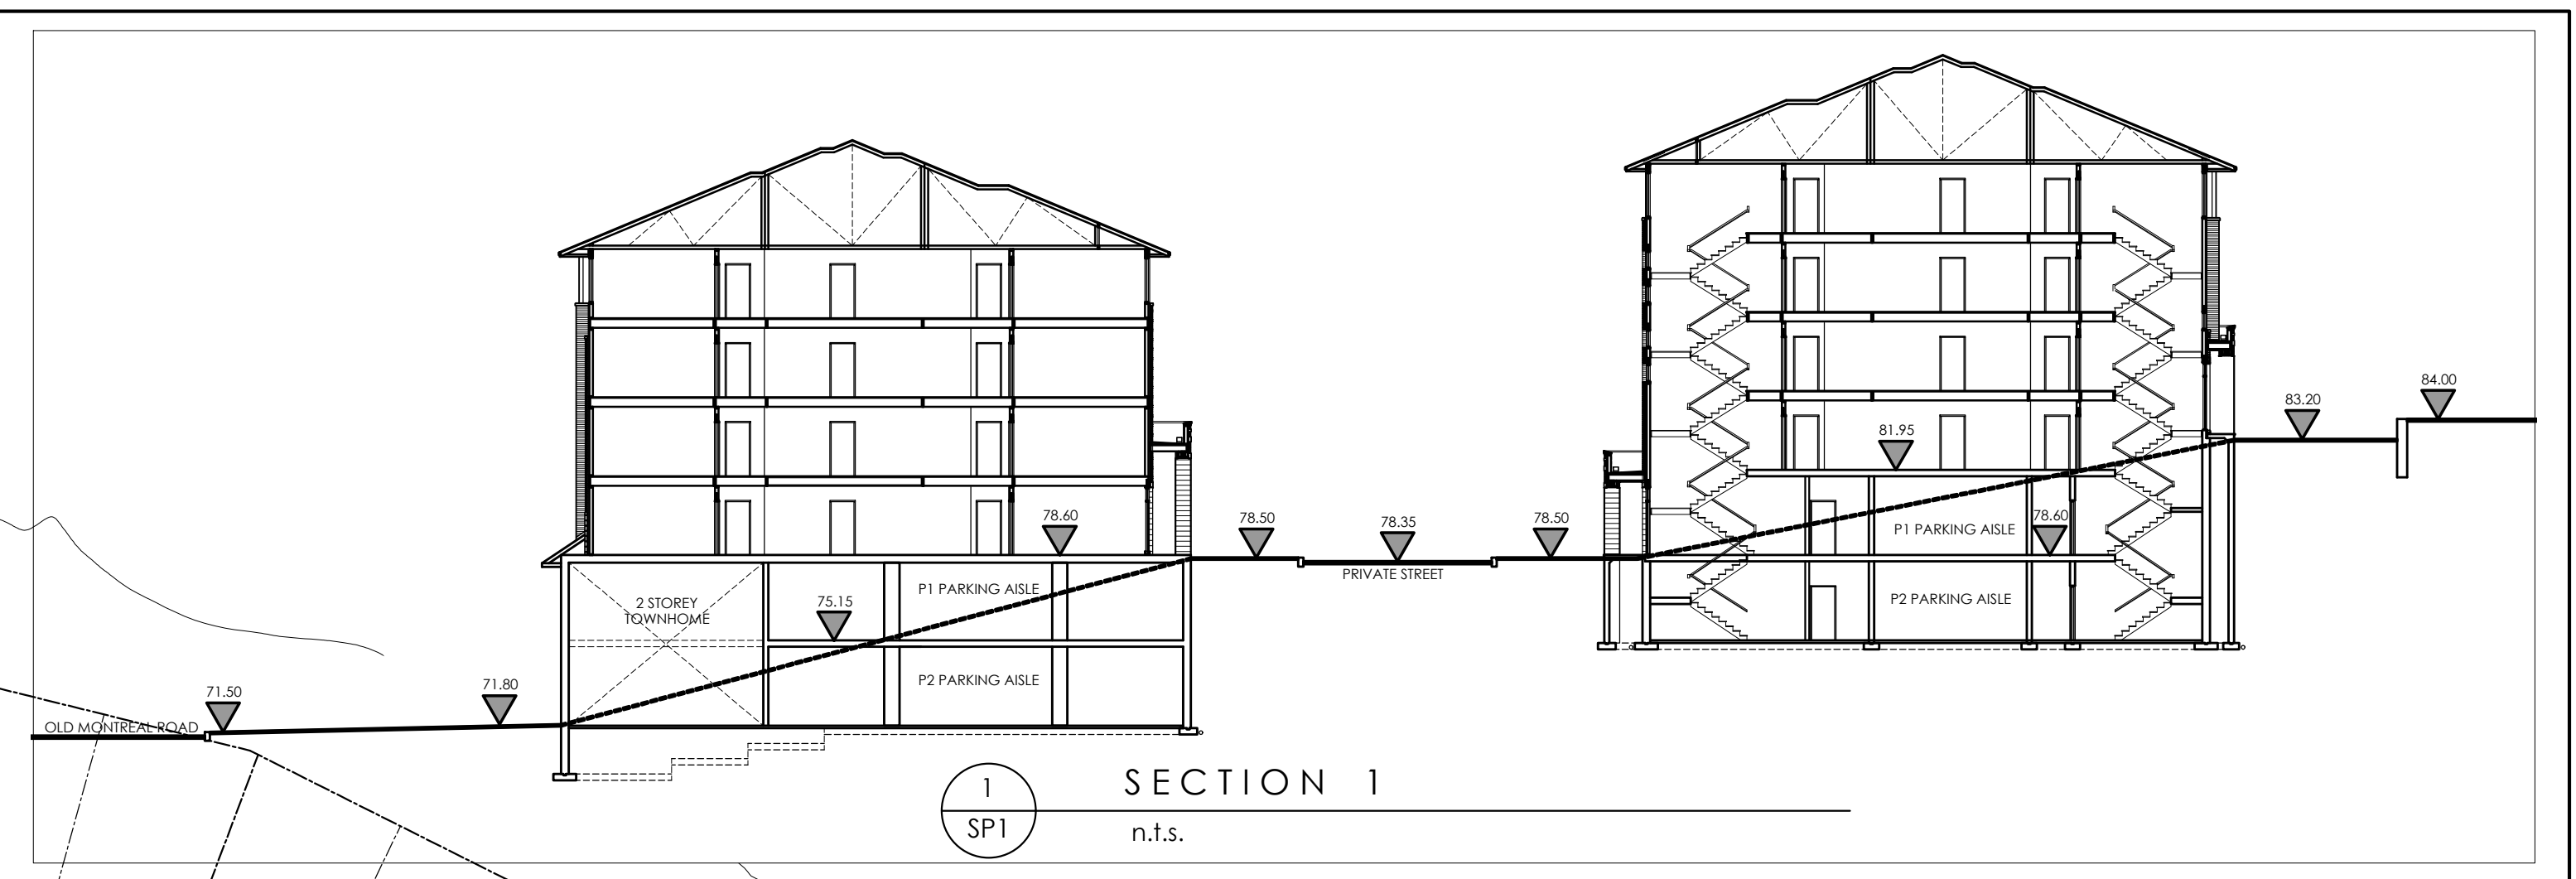 84.00
83.20
81.95
78.60
78.50
78.35
78.50
78.60
P1 PARKING AISLE
PRIVATE STREET
P1 PARKING AISLE
2 STOREY
TOWNHOME
75.15
P2 PARKING AISLE
P2 PARKING AISLE
71.80
71.50
OLD MONTREAL ROAD
1
SP1
SECTION 1
n.t.s.